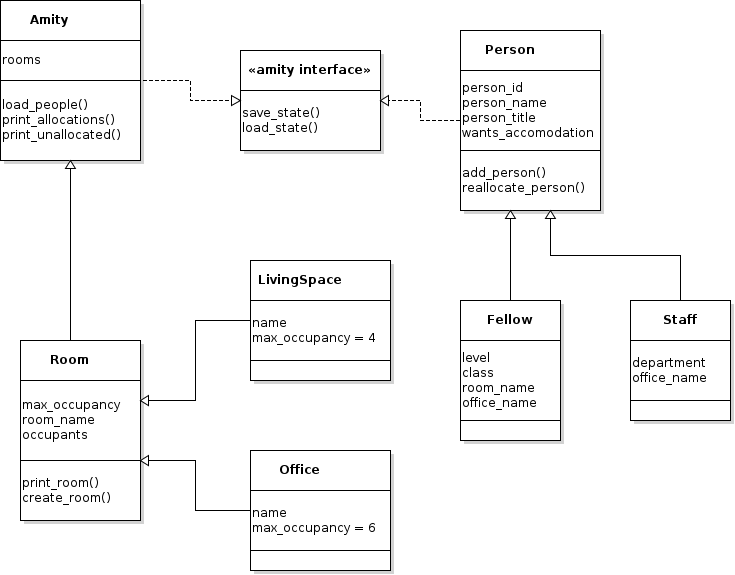 Amity
rooms
load_people()
print_allocations()
print_unallocated()
«amity interface»
save_state()
load_state()
Person
person_id
person_name
person_title
wants_accomodation
add_person()
reallocate_person()
LivingSpace
name
max_occupancy = 4
Fellow
level
class
room_name
office_name
Staff
department
office_name
Room
max_occupancy
room_name
occupants
print_room()
create_room()
Office
name
max_occupancy = 6